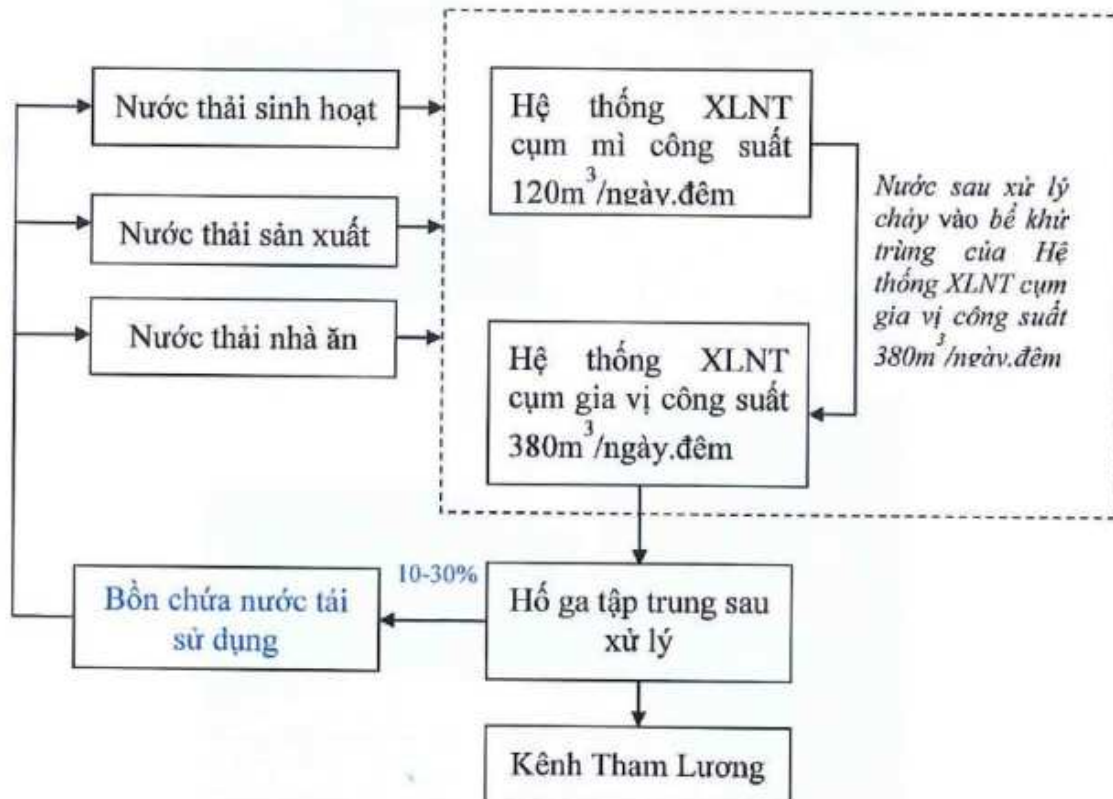 Nước thải sinh hoạt
Nước thải sản xuất
Nước thải nhà ăn
Hệ thống XLNT
cụm mì công suất
120m³/ngày.đêm
Nước sau xử lý
chảy vào bể khử
trùng của Hệ
thống XLNT cụm
gia vị công suất
380m³/ngày.đêm
Hệ thống XLNT
cụm gia vị công suất
380m³/ngày.đêm
10-30%
Bồn chứa nước tái
sử dụng
Hố ga tập trung sau
xử lý
Kênh Tham Lương